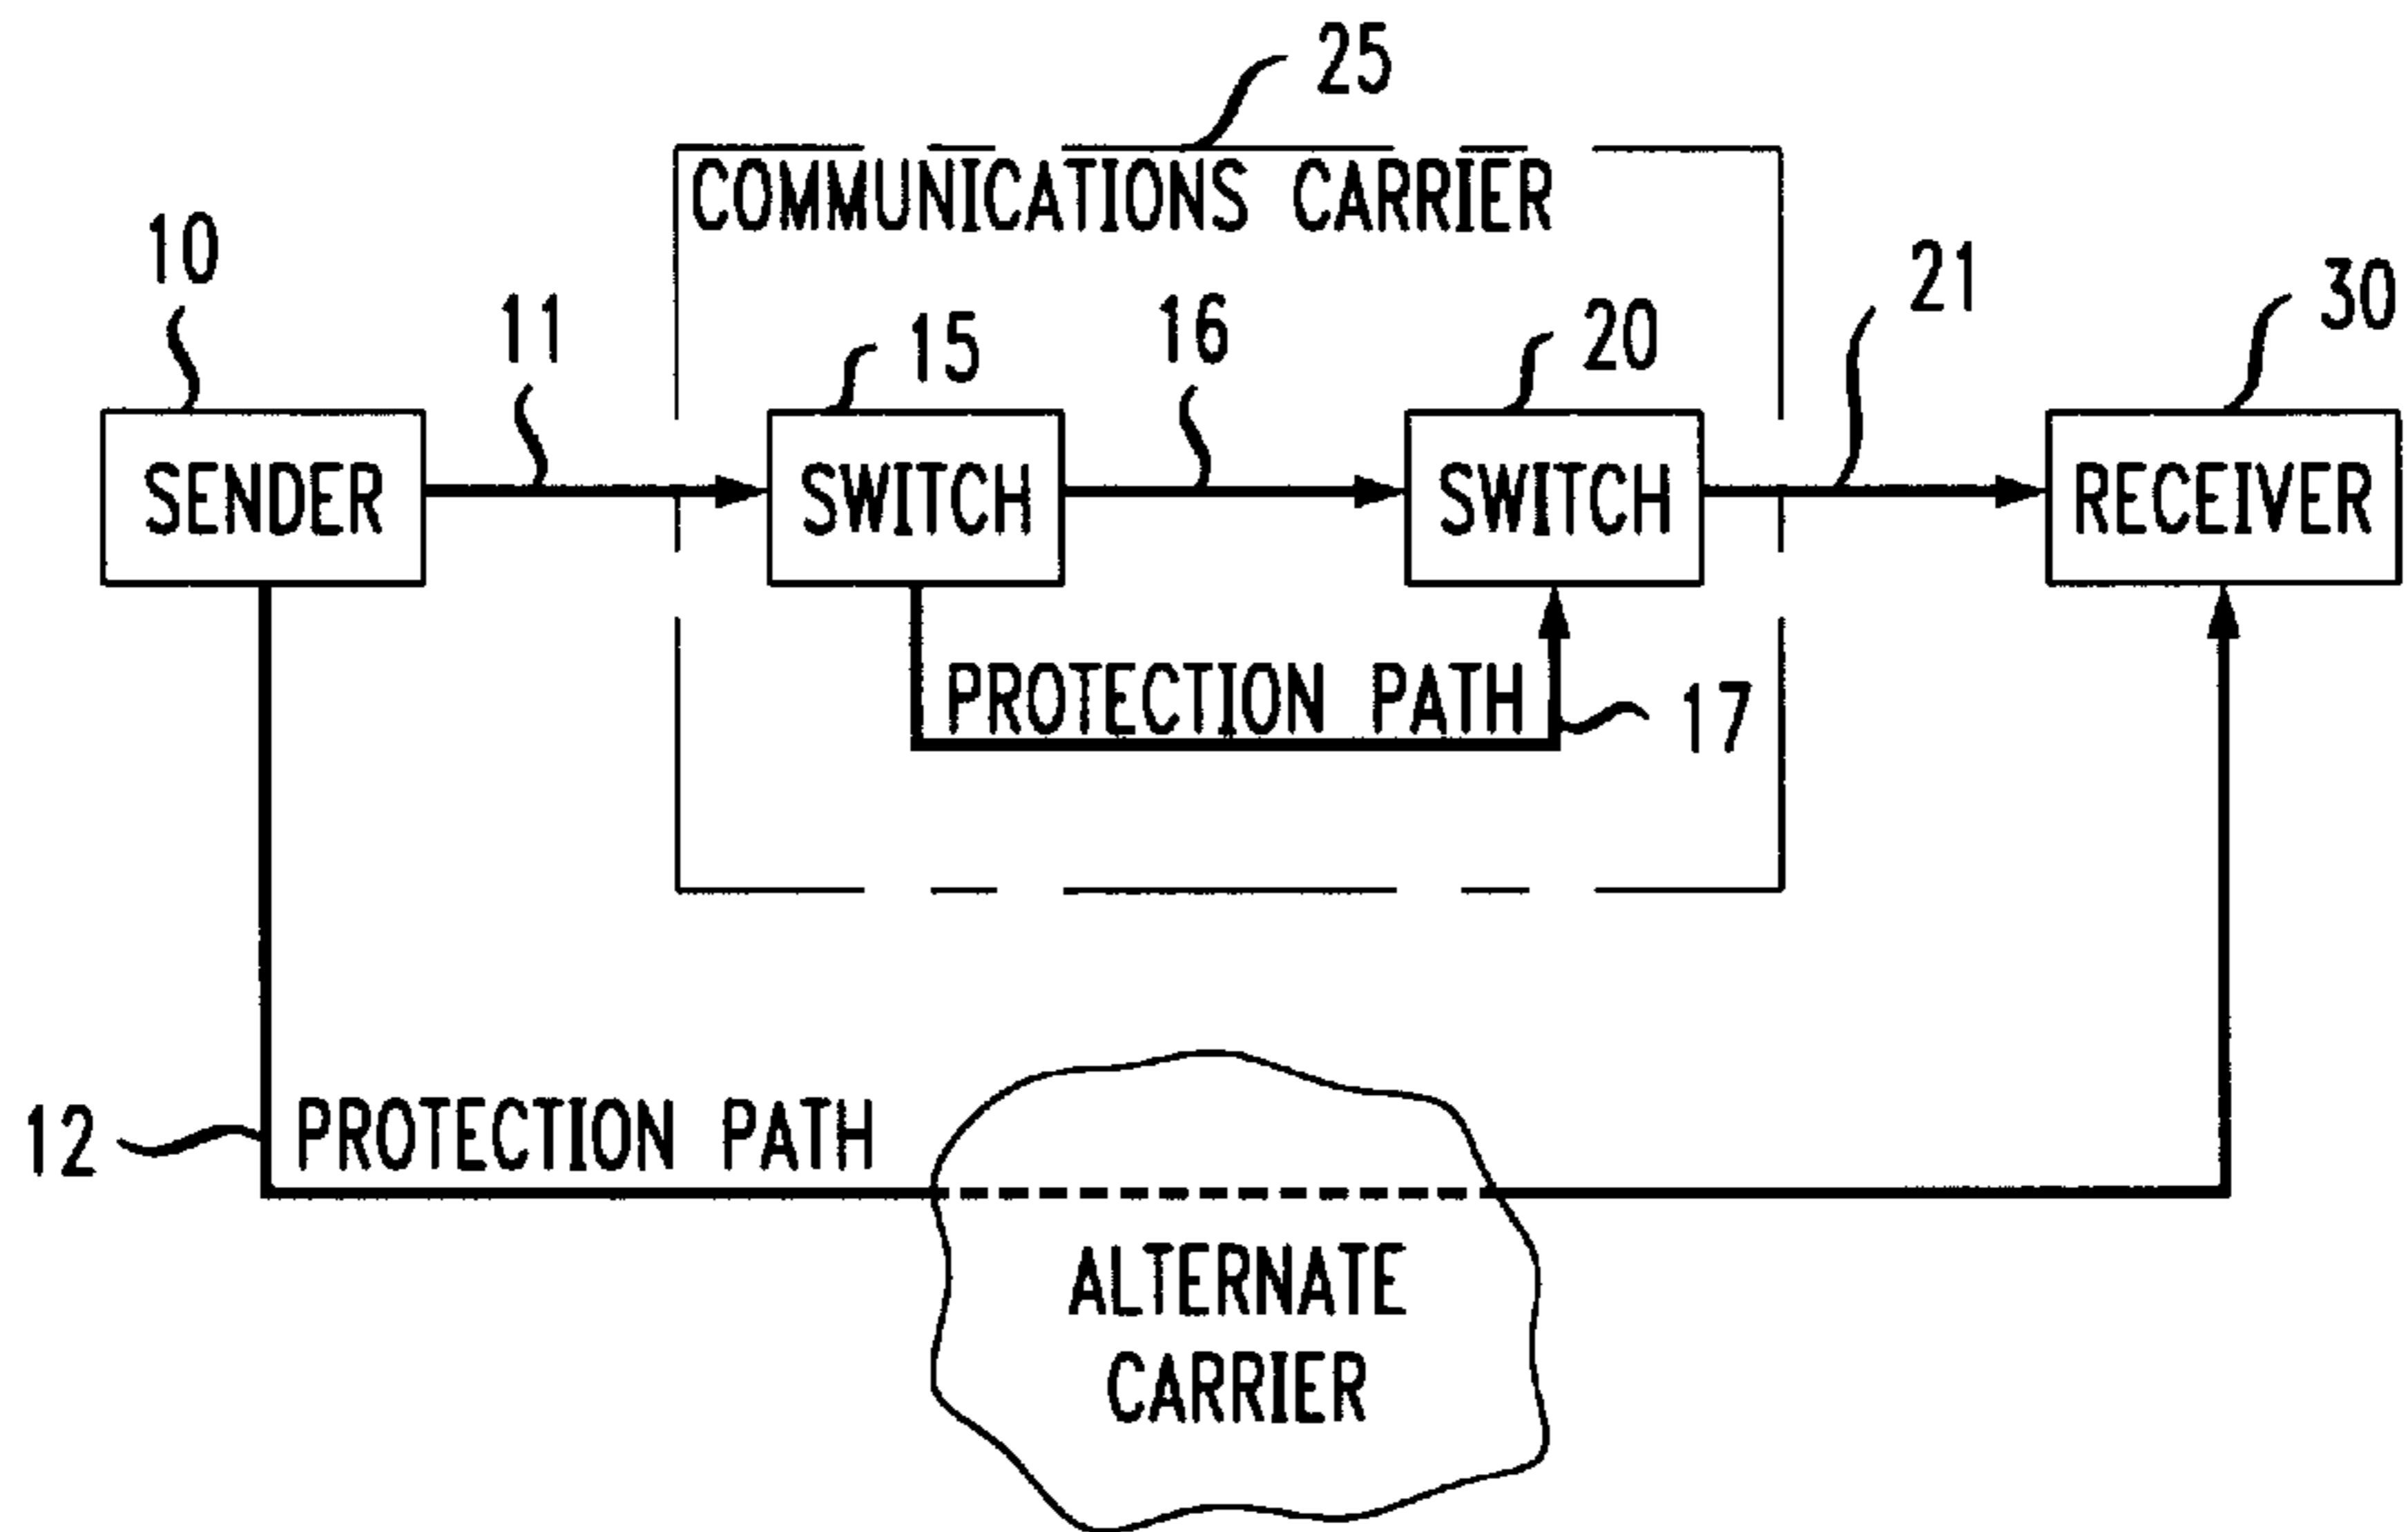 25
COMMUNICATIONS CARRIER
10
11
15
16
20
21
30
SENDER
SWITCH
SWITCH
RECEIVER
PROTECTION PATH
17
12
PROTECTION PATH
ALTERNATE
CARRIER